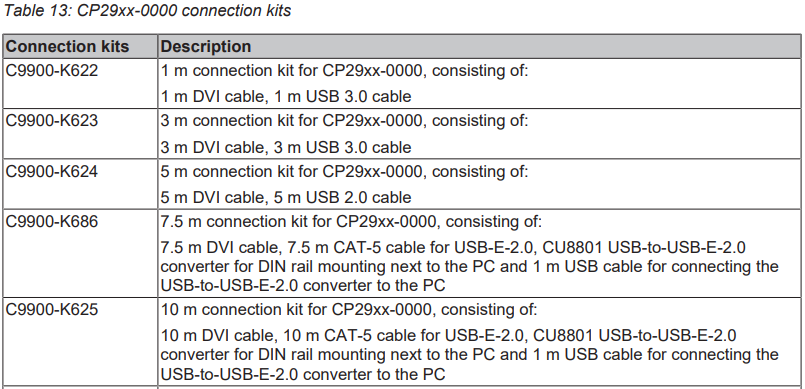 Table 13: CP29xx-0000 connection kits
Connection kits Description
C9900-K622 1 m connection kit for CP29xx-0000, consisting of:
1 m DVI cable, 1 m USB 3.0 cable
C9900-K623 3 m connection kit for CP29xx-0000, consisting of:
3 m DVI cable, 3 m USB 3.0 cable
C9900-K624 5 m connection kit for CP29xx-0000, consisting of:
5 m DVI cable, 5 m USB 2.0 cable
C9900-K686 7.5 m connection kit for CP29xx-0000, consisting of:
7.5 m DVI cable, 7.5 m CAT-5 cable for USB-E-2.0, CU8801 USB-to-USB-E-2.0
converter for DIN rail mounting next to the PC and 1 m USB cable for connecting the
USB-to-USB-E-2.0 converter to the PC
C9900-K625 10 m connection kit for CP29xx-0000, consisting of:
10 m DVI cable, 10 m CAT-5 cable for USB-E-2.0, CU8801 USB-to-USB-E-2.0
converter for DIN rail mounting next to the PC and 1 m USB cable for connecting the
USB-to-USB-E-2.0 converter to the PC